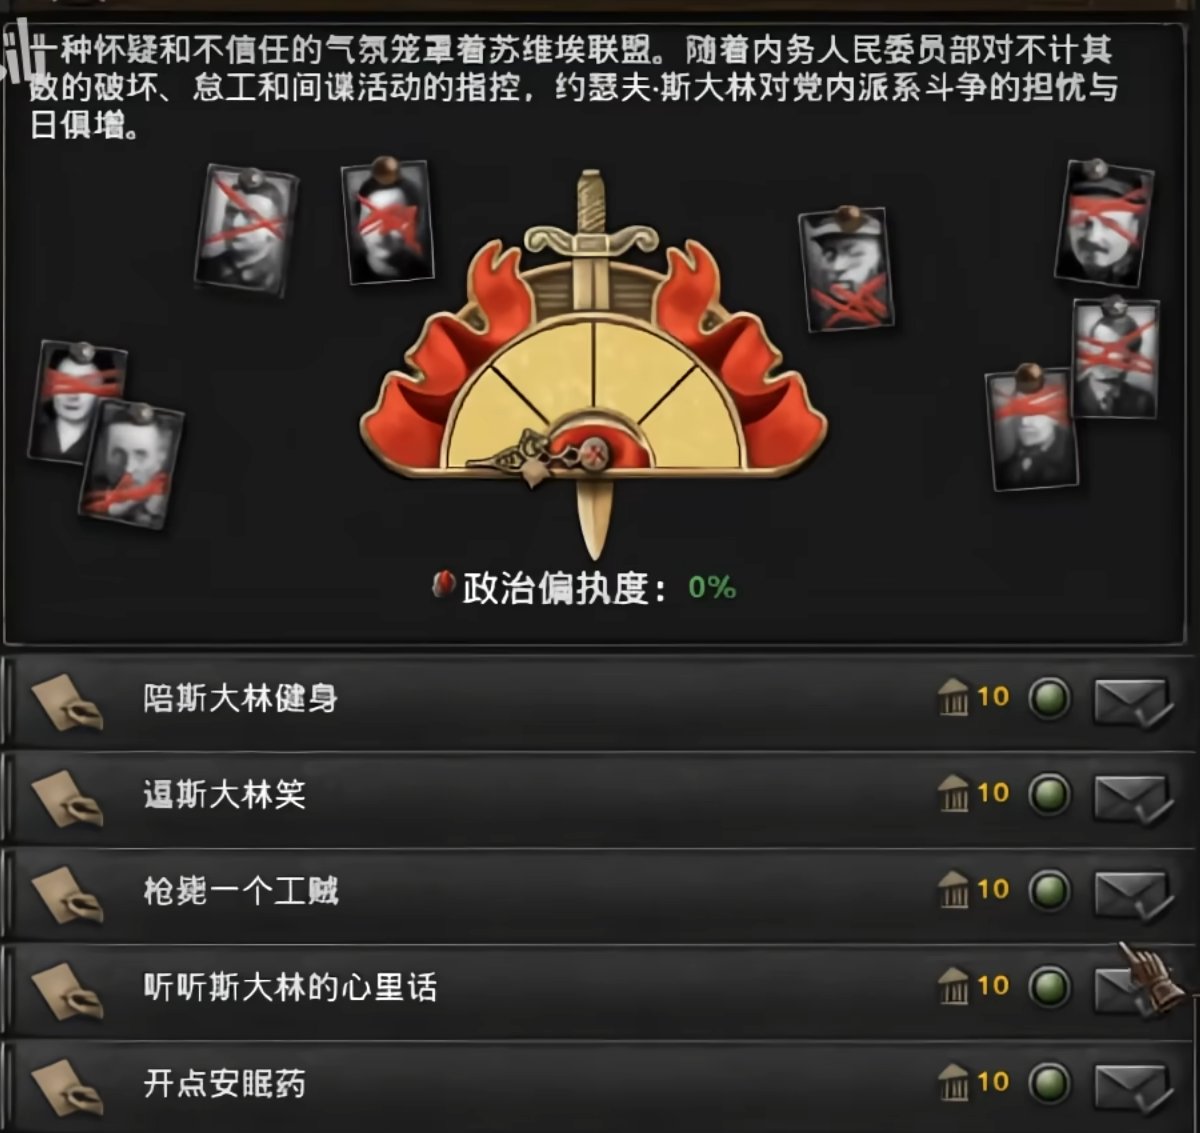 一种怀疑和不信任的气氛笼罩着苏维埃联盟。随着内务人民委员部对不计其
数的破坏、怠工和间谍活动的指控，约瑟夫·斯大林对党内派系斗争的担忧与
日俱增。
政治偏执度：0%
陪斯大林健身 10
逗斯大林笑 10
枪毙一个工贼 10
听听斯大林的心里话 10
开点安眠药 10